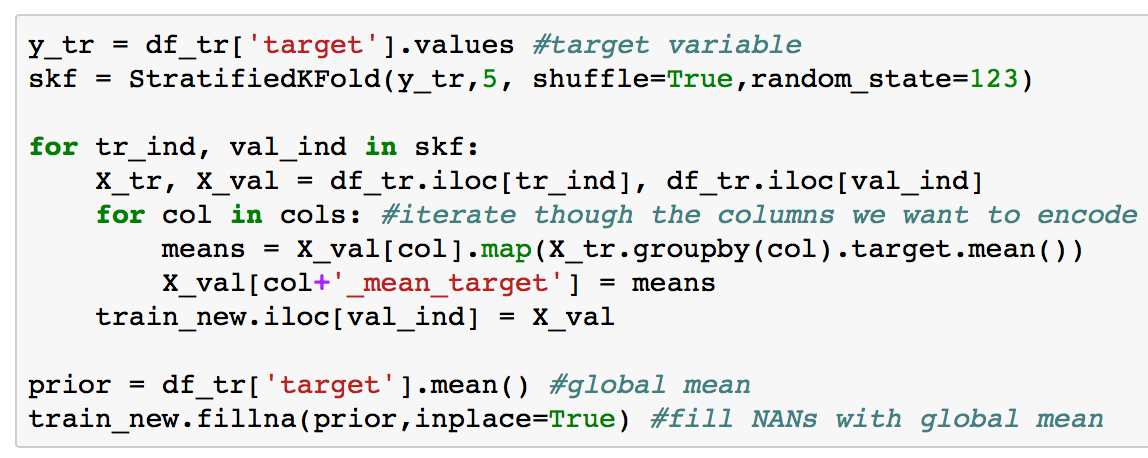 y_tr = df_tr['target'].values #target variable
skf = StratifiedKFold(y_tr,5, shuffle=True,random_state=123)
for tr_ind, val_ind in skf:
    X_tr, X_val = df_tr.iloc[tr_ind], df_tr.iloc[val_ind]
    for col in cols: #iterate though the columns we want to encode
        means = X_val[col].map(X_tr.groupby(col).target.mean())
        X_val[col+'_mean_target'] = means
    train_new.iloc[val_ind] = X_val
prior = df_tr['target'].mean() #global mean
train_new.fillna(prior,inplace=True) #fill NANs with global mean